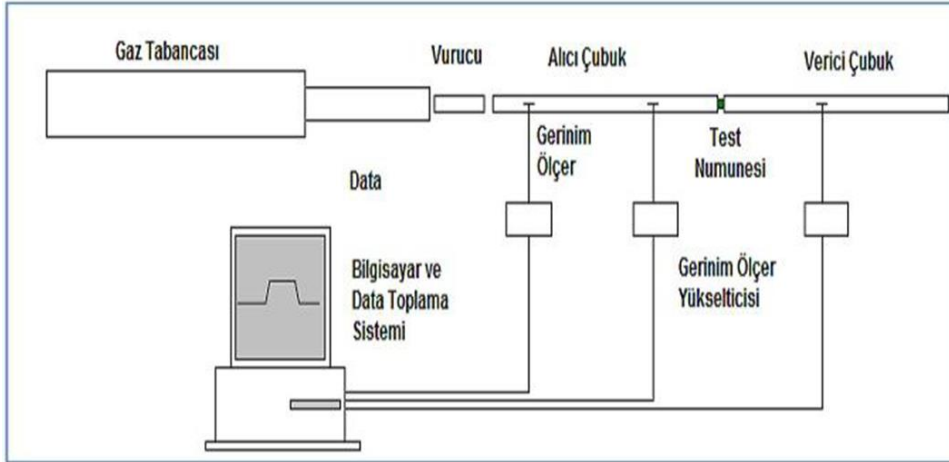 Gaz Tabancası
Vurucu
Alıcı Çubuk
Verici Çubuk
Gerinim
Ölçer
Test
Numunesi
Data
Bilgisayar ve
Data Toplama
Sistemi
Gerinim Ölçer
Yükselticisi